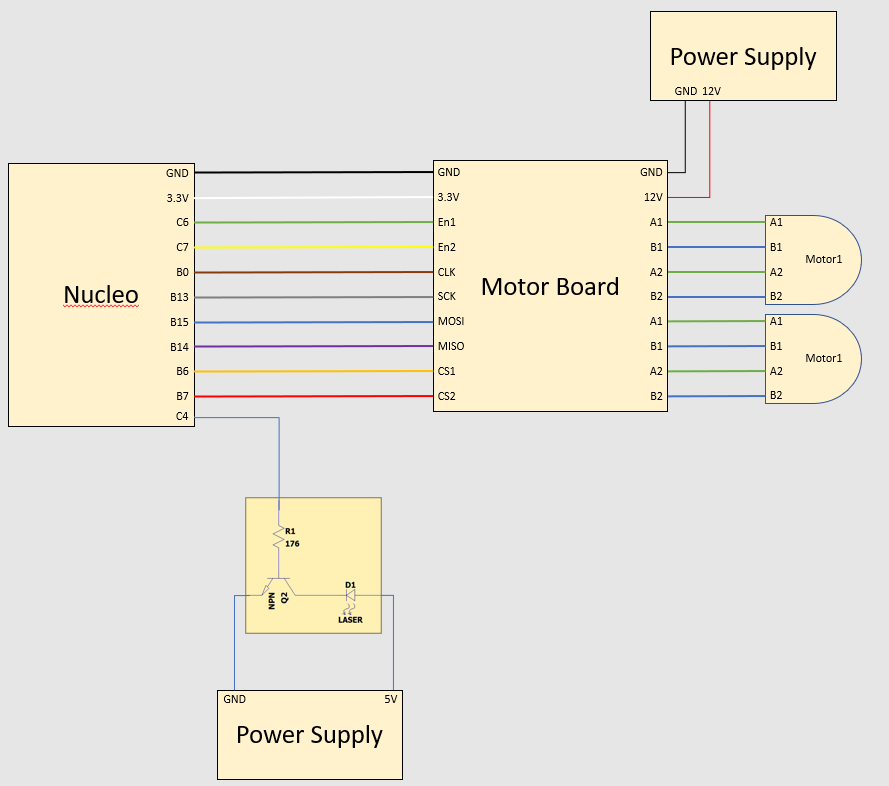 Power Supply
GND 12V
GND
3.3V
C6
C7
B0
B13
B15
B14
B6
B7
C4
Nucleo
GND
3.3V
En1
En2
CLK
SCK
MOSI
MISO
CS1
CS2
Motor Board
GND
12V
A1
B1
A2
B2
A1
B1
A2
B2
A1
B1
A2
B2
Motor1
A1
B1
A2
B2
Motor1
R1
176
NPN
Q2
D1
LASER
GND 5V
Power Supply